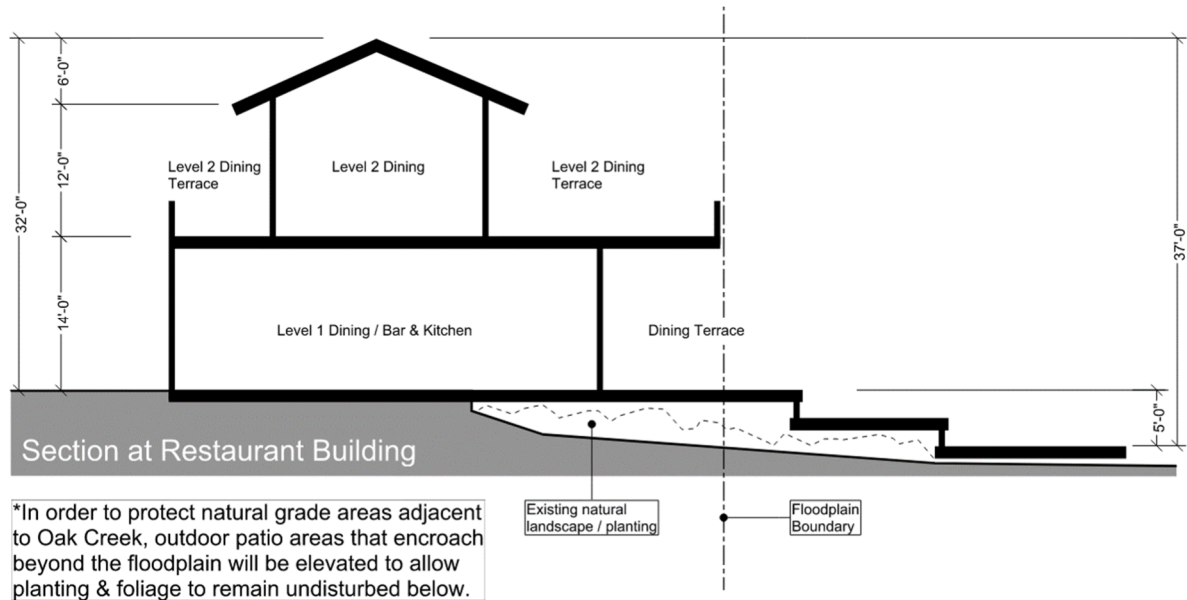 6'-0"
12'-0"
32'-0"
14'-0"
37'-0"
5'-0"
Level 2 Dining
Terrace
Level 2 Dining
Level 2 Dining
Terrace
Level 1 Dining / Bar & Kitchen
Dining Terrace
Section at Restaurant Building
Existing natural
landscape / planting
Floodplain
Boundary
*In order to protect natural grade areas adjacent
to Oak Creek, outdoor patio areas that encroach
beyond the floodplain will be elevated to allow
planting & foliage to remain undisturbed below.